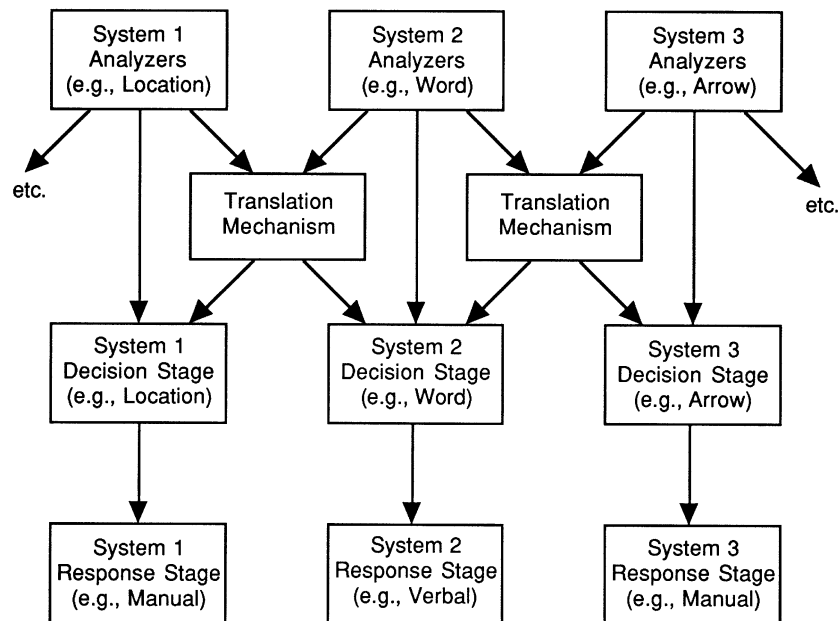 System 1
Analyzers
(e.g., Location)
System 2
Analyzers
(e.g., Word)
System 3
Analyzers
(e.g., Arrow)
etc.
Translation
Mechanism
Translation
Mechanism
etc.
System 1
Decision Stage
(e.g., Location)
System 2
Decision Stage
(e.g., Word)
System 3
Decision Stage
(e.g., Arrow)
System 1
Response Stage
(e.g., Manual)
System 2
Response Stage
(e.g., Verbal)
System 3
Response Stage
(e.g., Manual)